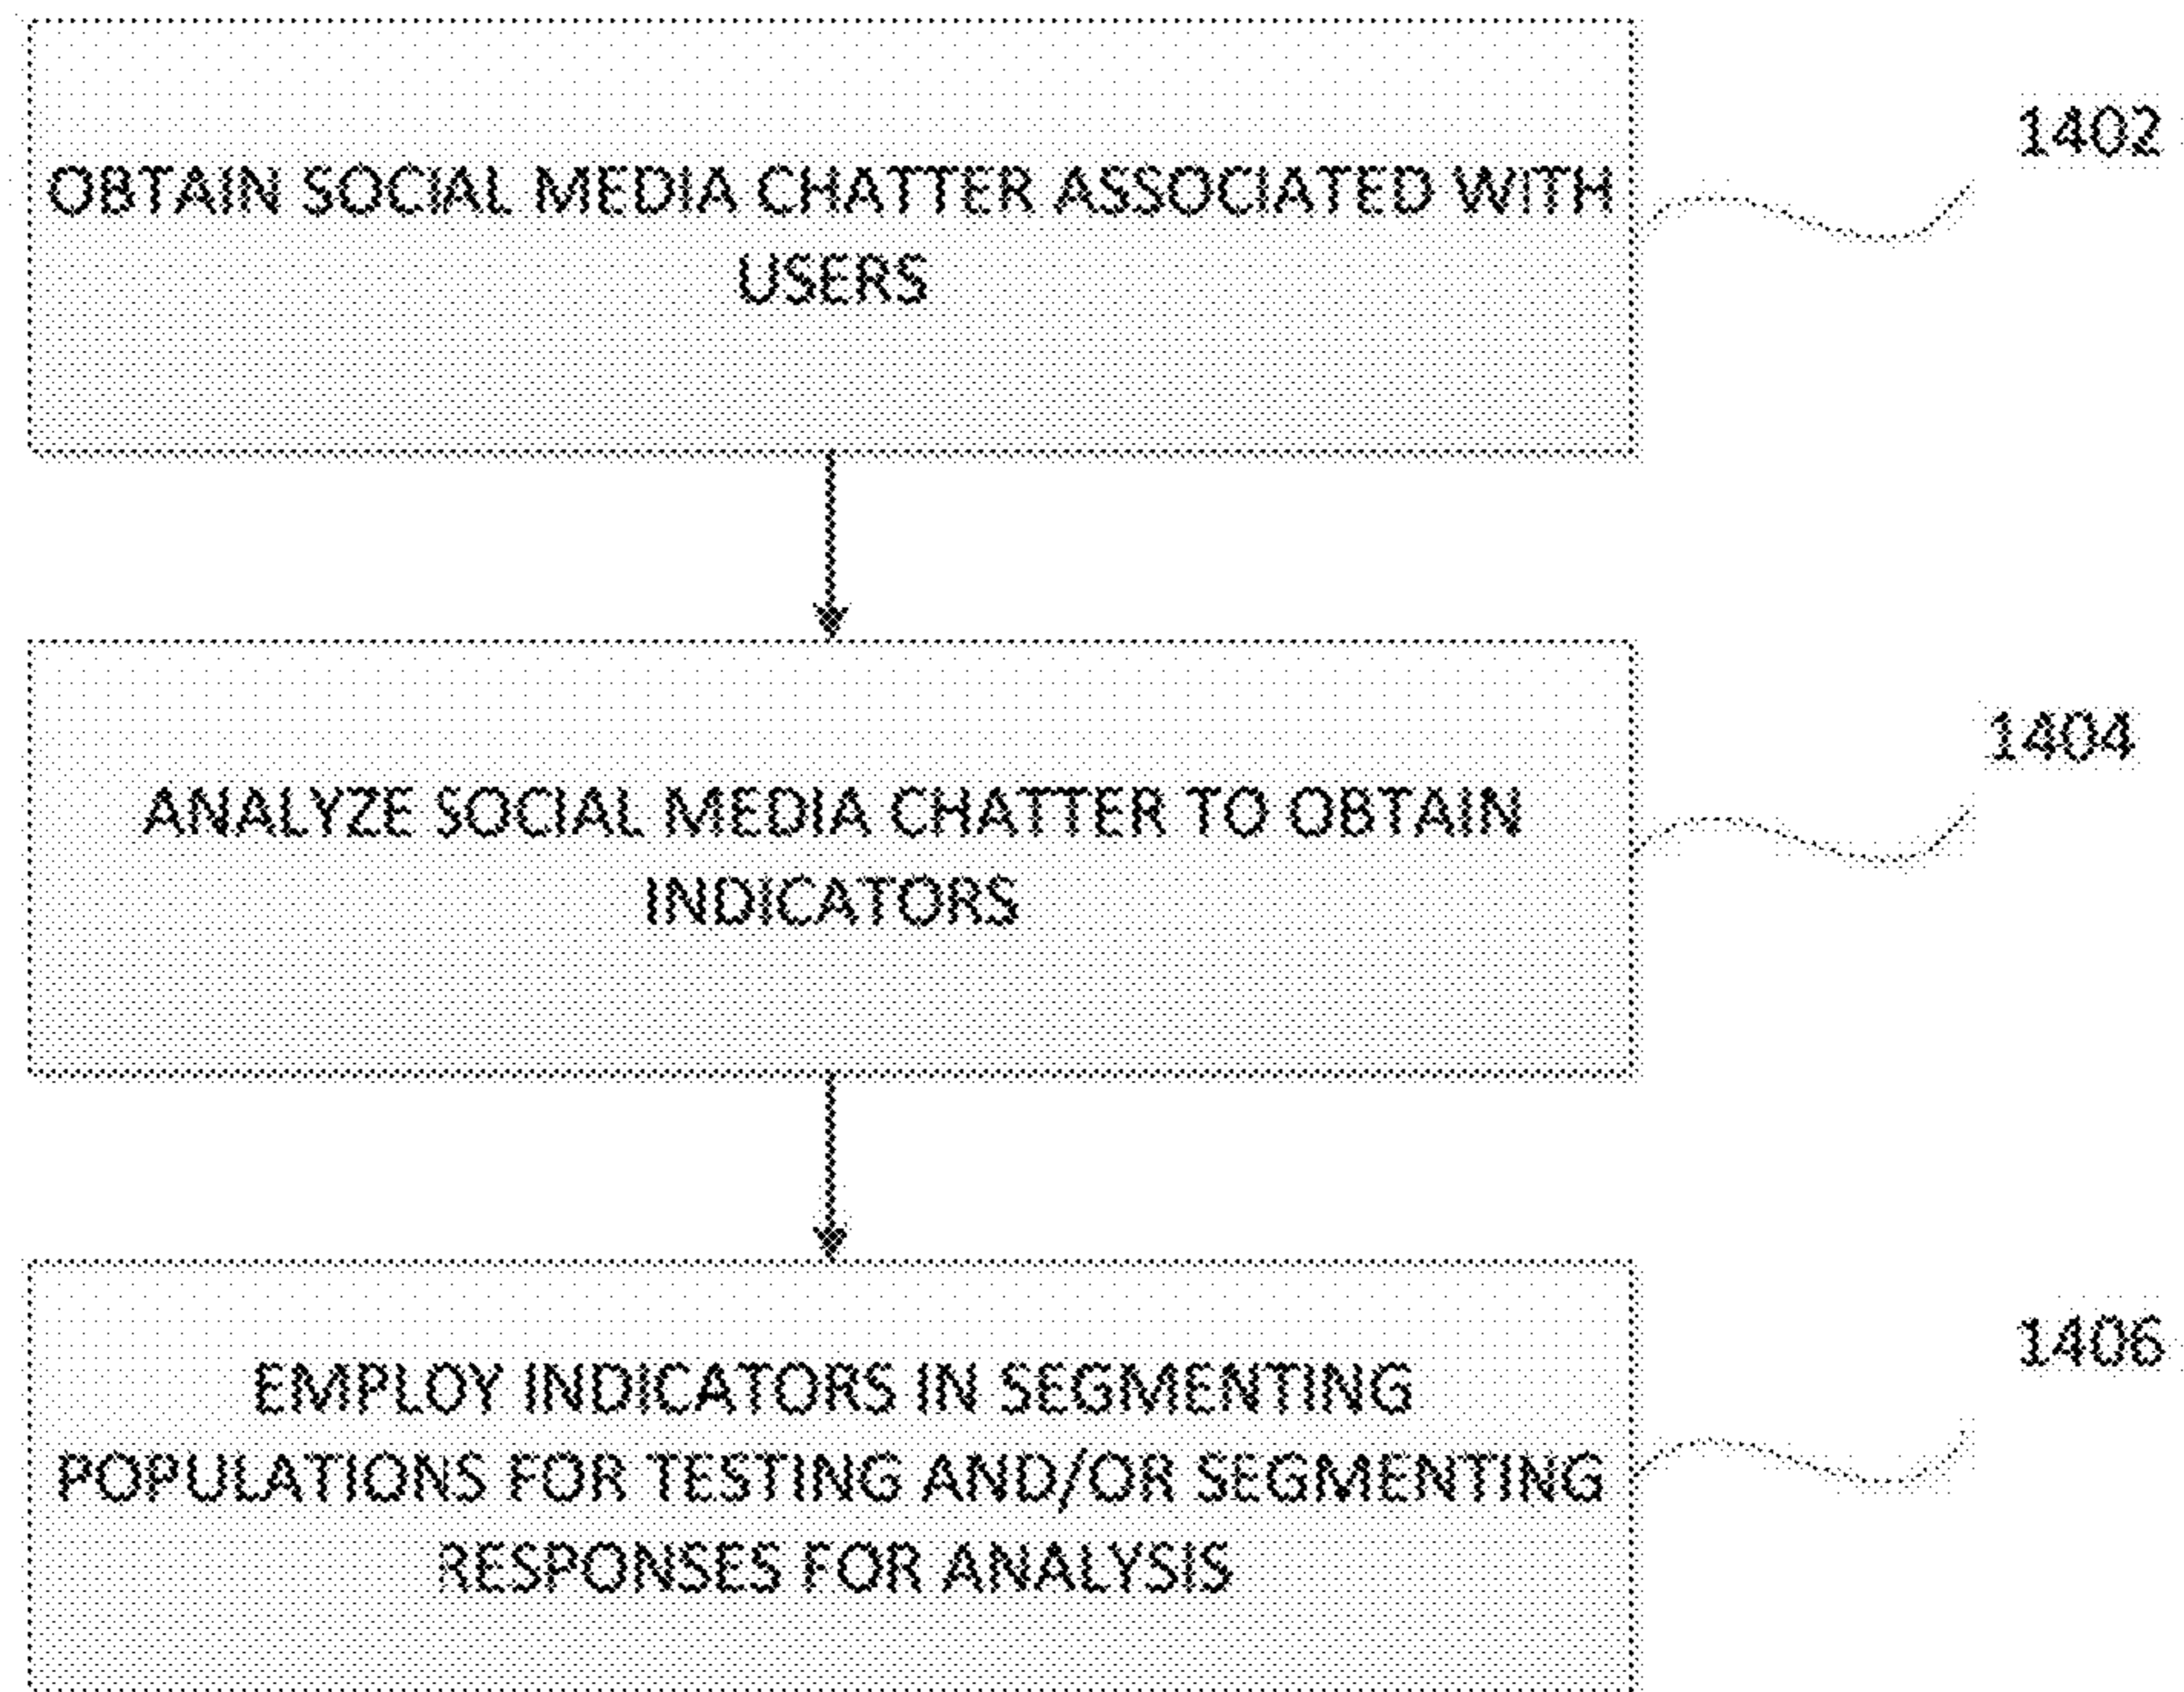 1402
OBTAIN SOCIAL MEDIA CHATTER ASSOCIATED WITH
USERS
1404
ANALYZE SOCIAL MEDIA CHATTER TO OBTAIN
INDICATORS
1406
EMPLOY INDICATORS IN SEGMENTING
POPULATIONS FOR TESTING AND/OR SEGMENTING
RESPONSES FOR ANALYSIS